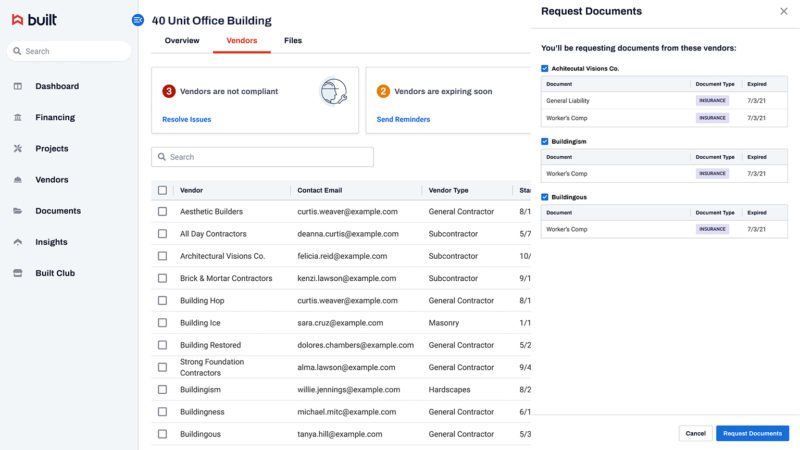 built
Search
Dashboard
Financing
Projects
Vendors
Documents
Insights
Built Club
40 Unit Office Building
Overview Vendors Files
3 Vendors are not compliant
Resolve Issues
2 Vendors are expiring soon
Send Reminders
Search
Vendor Contact Email Vendor Type Sta
Aesthetic Builders curtis.weaver@example.com General Contractor 8/1
All Day Contractors deanna.curtis@example.com Subcontractor 5/7
Architectural Visions Co. felicia.reid@example.com Subcontractor 10/
Brick & Mortar Contractors kenzi.lawson@example.com Subcontractor 9/1
Building Hop curtis.weaver@example.com General Contractor 8/1
Building Ice sara.cruz@example.com Masonry 1/1
Building Restored dolores.chambers@example.com General Contractor 5/2
Strong Foundation
Contractors alma.lawson@example.com General Contractor 9/4
Buildingism willie.jennings@example.com Hardscapes 8/2
Buildingness michael.mitc@example.com General Contractor 6/1
Buildingous tanya.hill@example.com General Contractor 5/3
Request Documents
You'll be requesting documents from these vendors:
Achitecutal Visions Co.
Document Document Type Expired
General Liability INSURANCE 7/3/21
Worker's Comp INSURANCE 7/3/21
Buildingism
Document Document Type Expired
Worker's Comp INSURANCE 7/3/21
Buildingous
Document Document Type Expired
Worker's Comp INSURANCE 7/3/21
Cancel Request Documents